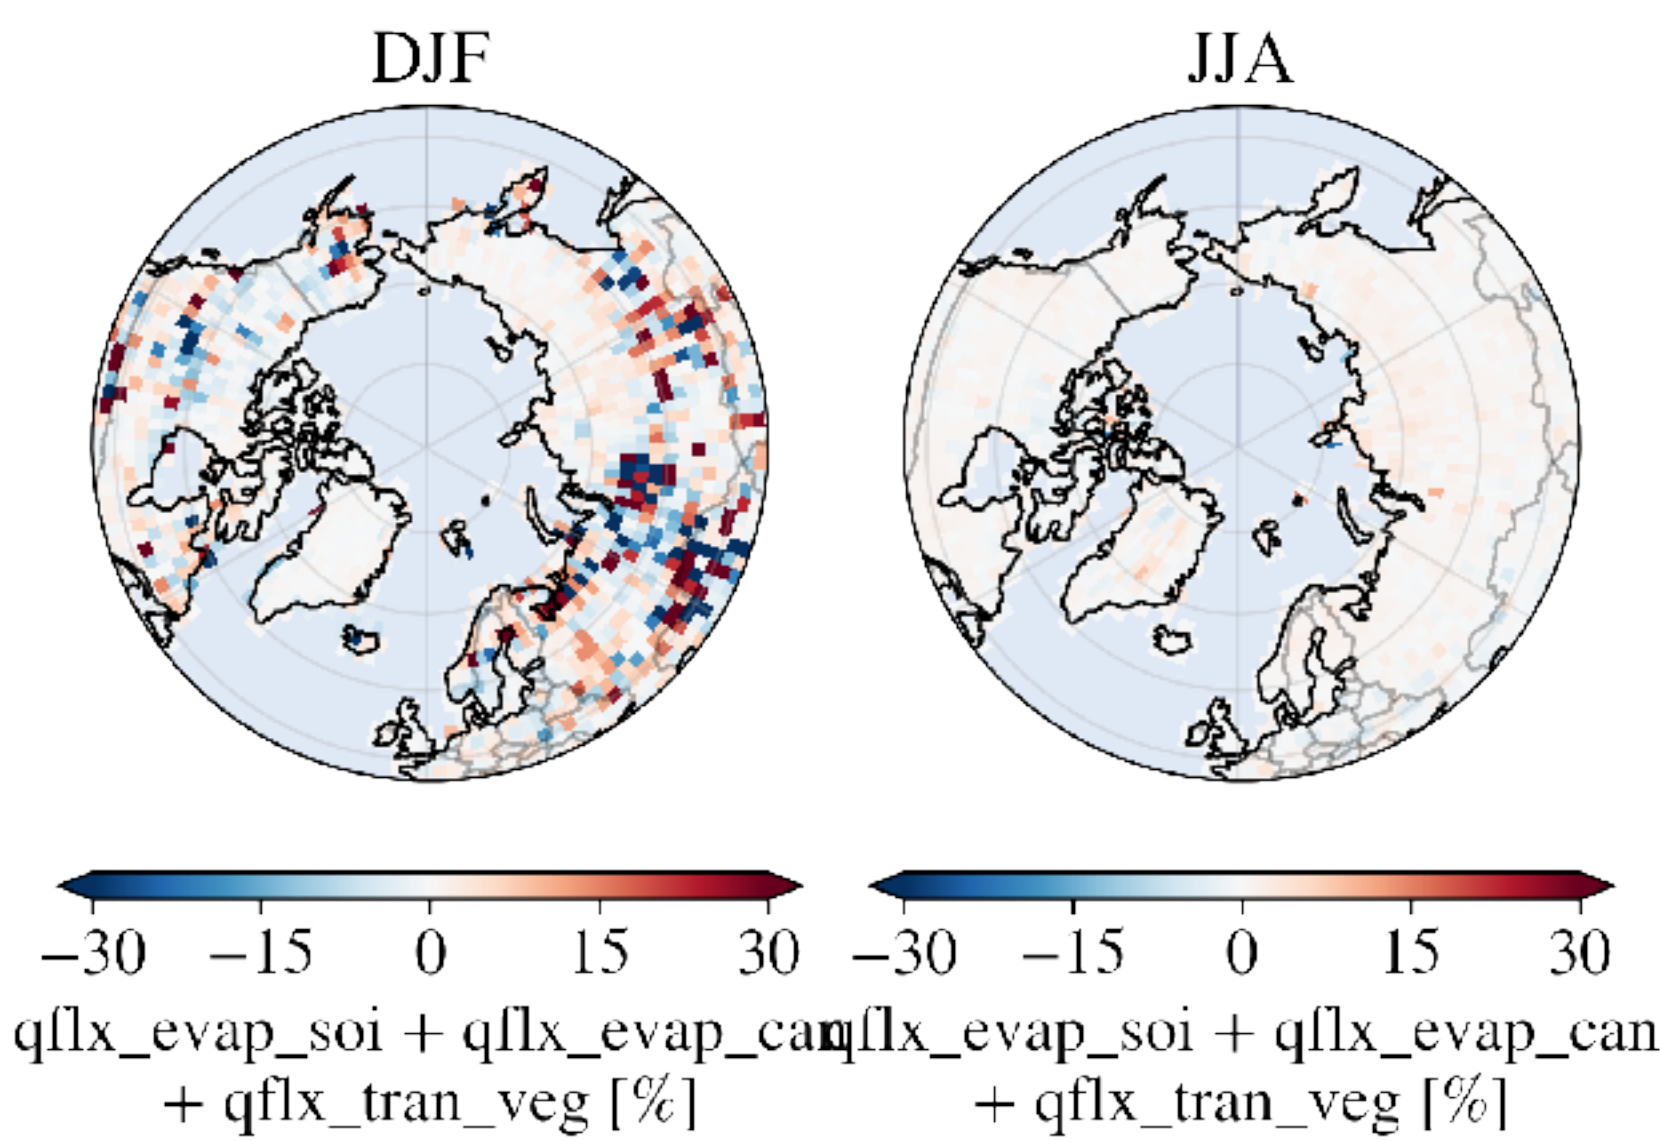 DJF JJA
−30 −15 0 15 30 −30 −15 0 15 30
qflx_evap_soi + qflx_evap_can qflx_evap_soi + qflx_evap_can
+ qflx_tran_veg [%] + qflx_tran_veg [%]